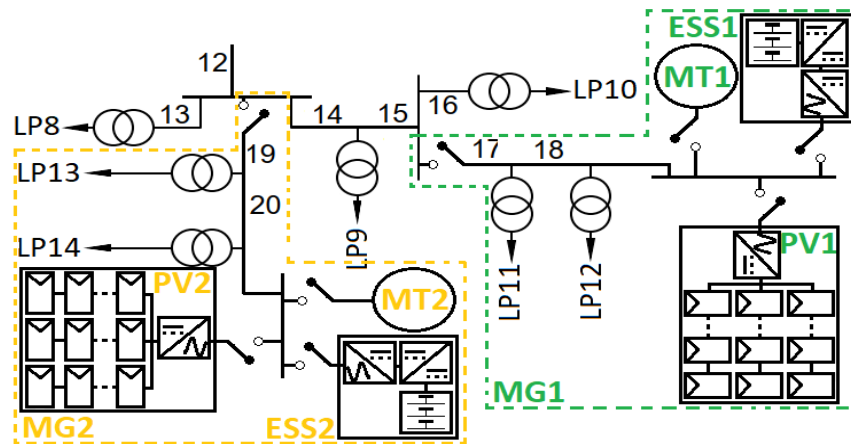 ESS1
12
MT1
16
LP10
13
14
15
LP8
19
17
18
LP13
20
LP14
LP9
LP11
LP12
PV1
PV2
MT2
MG1
MG2
ESS2